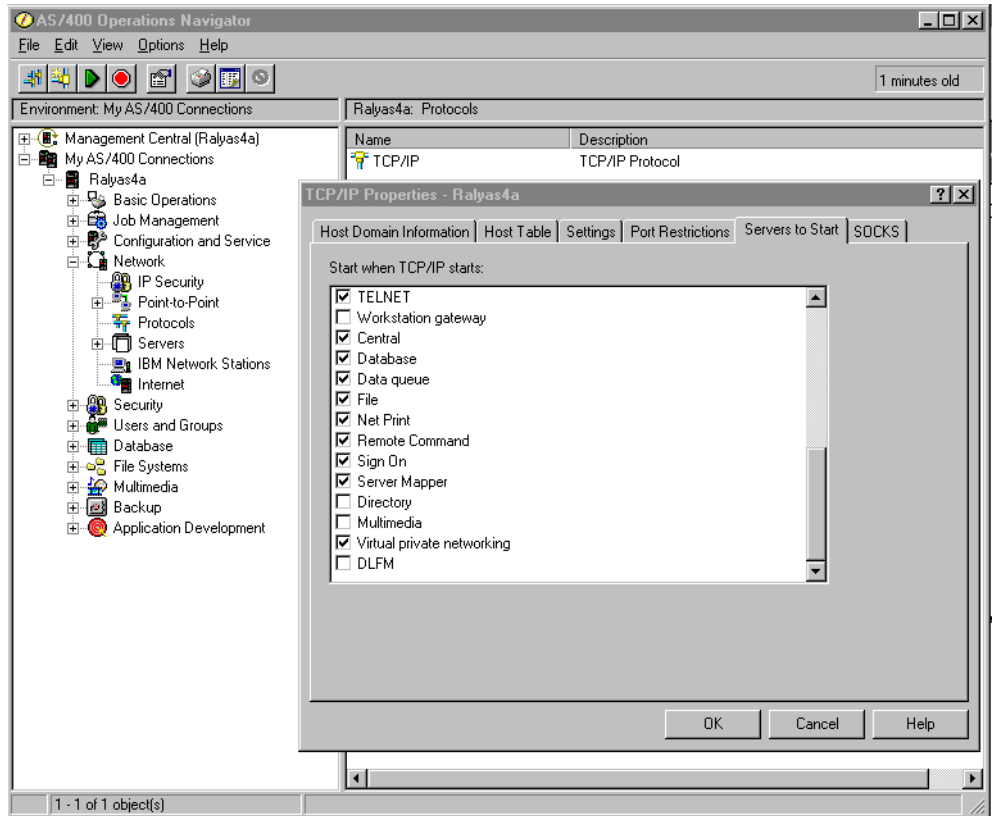 AS/400 Operations Navigator
File Edit View Options Help
1 minutes old
Environment: My AS/400 Connections
Ralyas4a: Protocols
Management Central (Ralyas4a)
My AS/400 Connections
Ralyas4a
Basic Operations
Job Management
Configuration and Service
Network
IP Security
Point-to-Point
Protocols
Servers
IBM Network Stations
Internet
Security
Users and Groups
Database
File Systems
Multimedia
Backup
Application Development
Name Description
TCP/IP TCP/IP Protocol
TCP/IP Properties - Ralyas4a
Host Domain Information Host Table Settings Port Restrictions Servers to Start SOCKS
Start when TCP/IP starts:
TELNET
Workstation gateway
Central
Database
Data queue
File
Net Print
Remote Command
Sign On
Server Mapper
Directory
Multimedia
Virtual private networking
DLFM
OK Cancel Help
1 - 1 of 1 object(s)